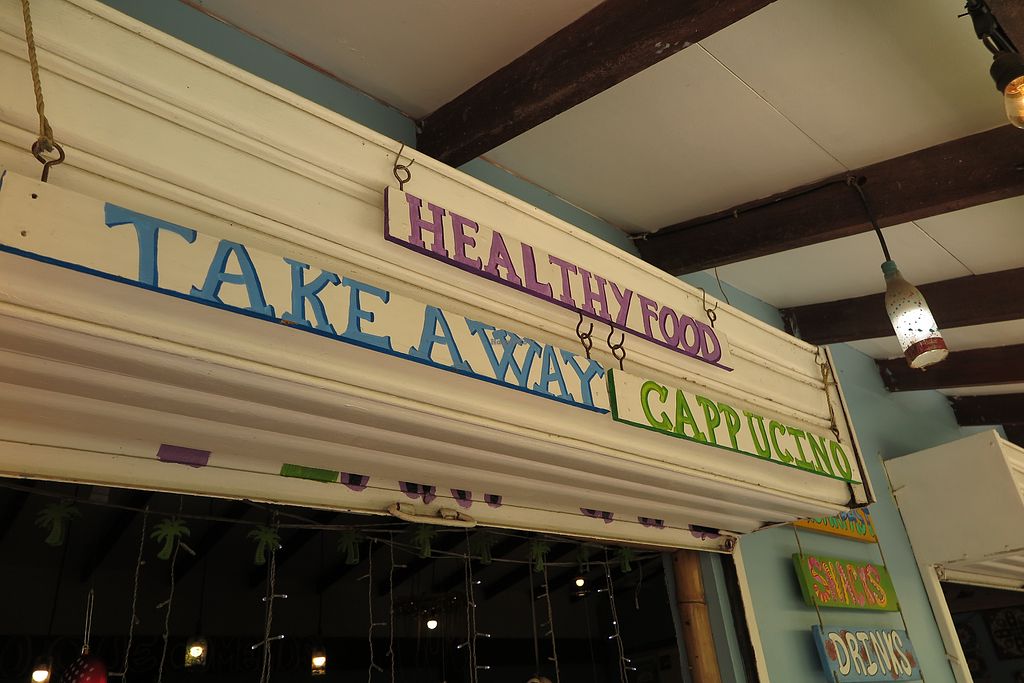 HEALTHY FOOD
TAKE AWAY
CAPPUCINO
SNACKS
DRINKS